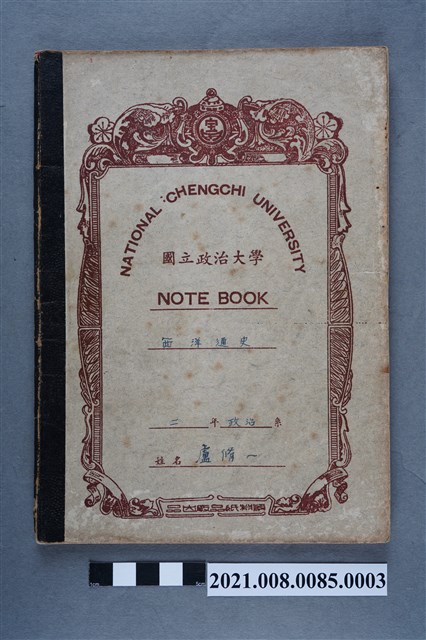 NATIONAL CHENGCHI UNIVERSITY
國立政治大學
NOTE BOOK
西洋通史
二年政治系
姓名 盧脩一
2021.008.0085.0003